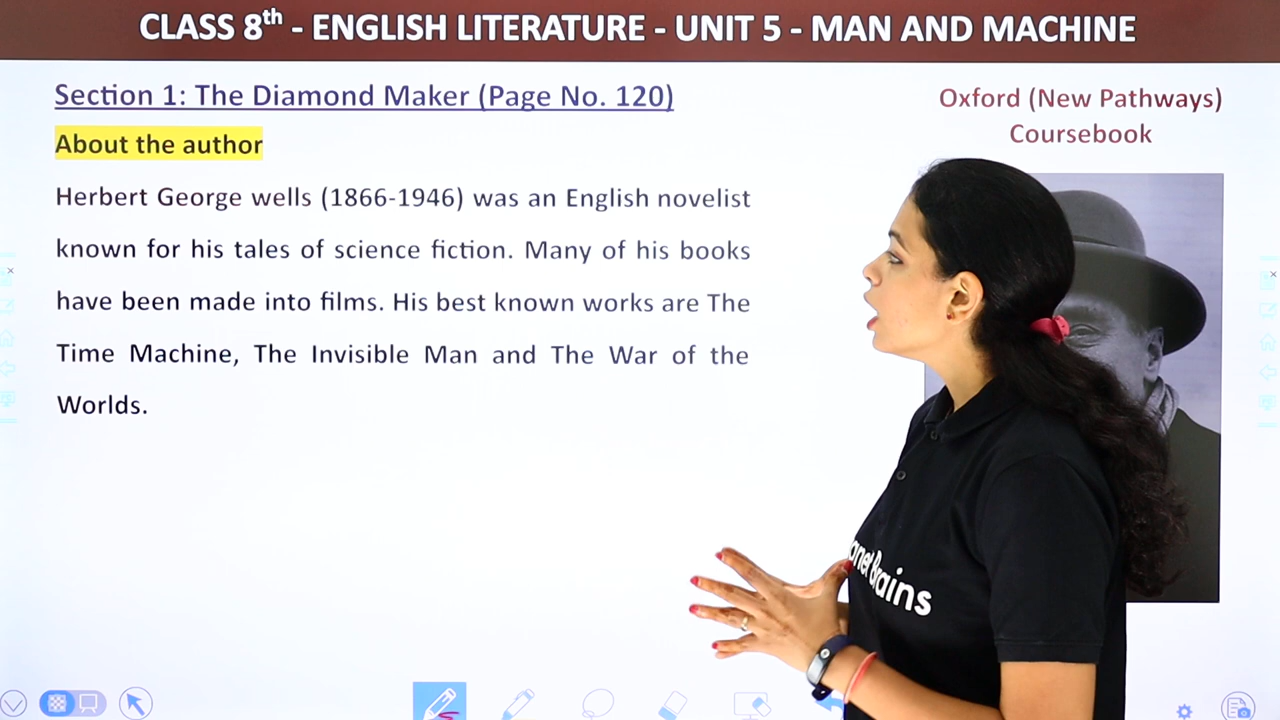 CLASS 8th - ENGLISH LITERATURE - UNIT 5 - MAN AND MACHINE
Section 1: The Diamond Maker (Page No. 120)
Oxford (New Pathways)
Coursebook
About the author
Herbert George wells (1866-1946) was an English novelist
known for his tales of science fiction. Many of his books
have been made into films. His best known works are The
Time Machine, The Invisible Man and The War of the
Worlds.
anet Brains